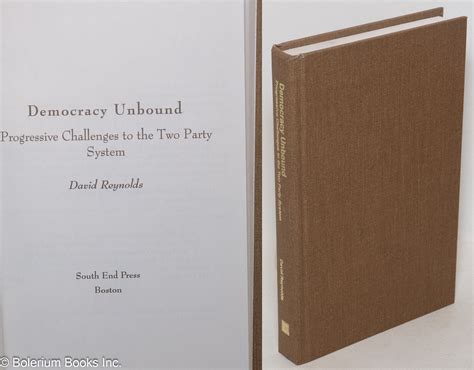 Democracy Unbound
Progressive Challenges to the Two Party
System
David Reynolds
South End Press
Boston
Democracy Unbound
Progressive Challenges to the Two Party System
David Reynolds
© Bolerium Books Inc.